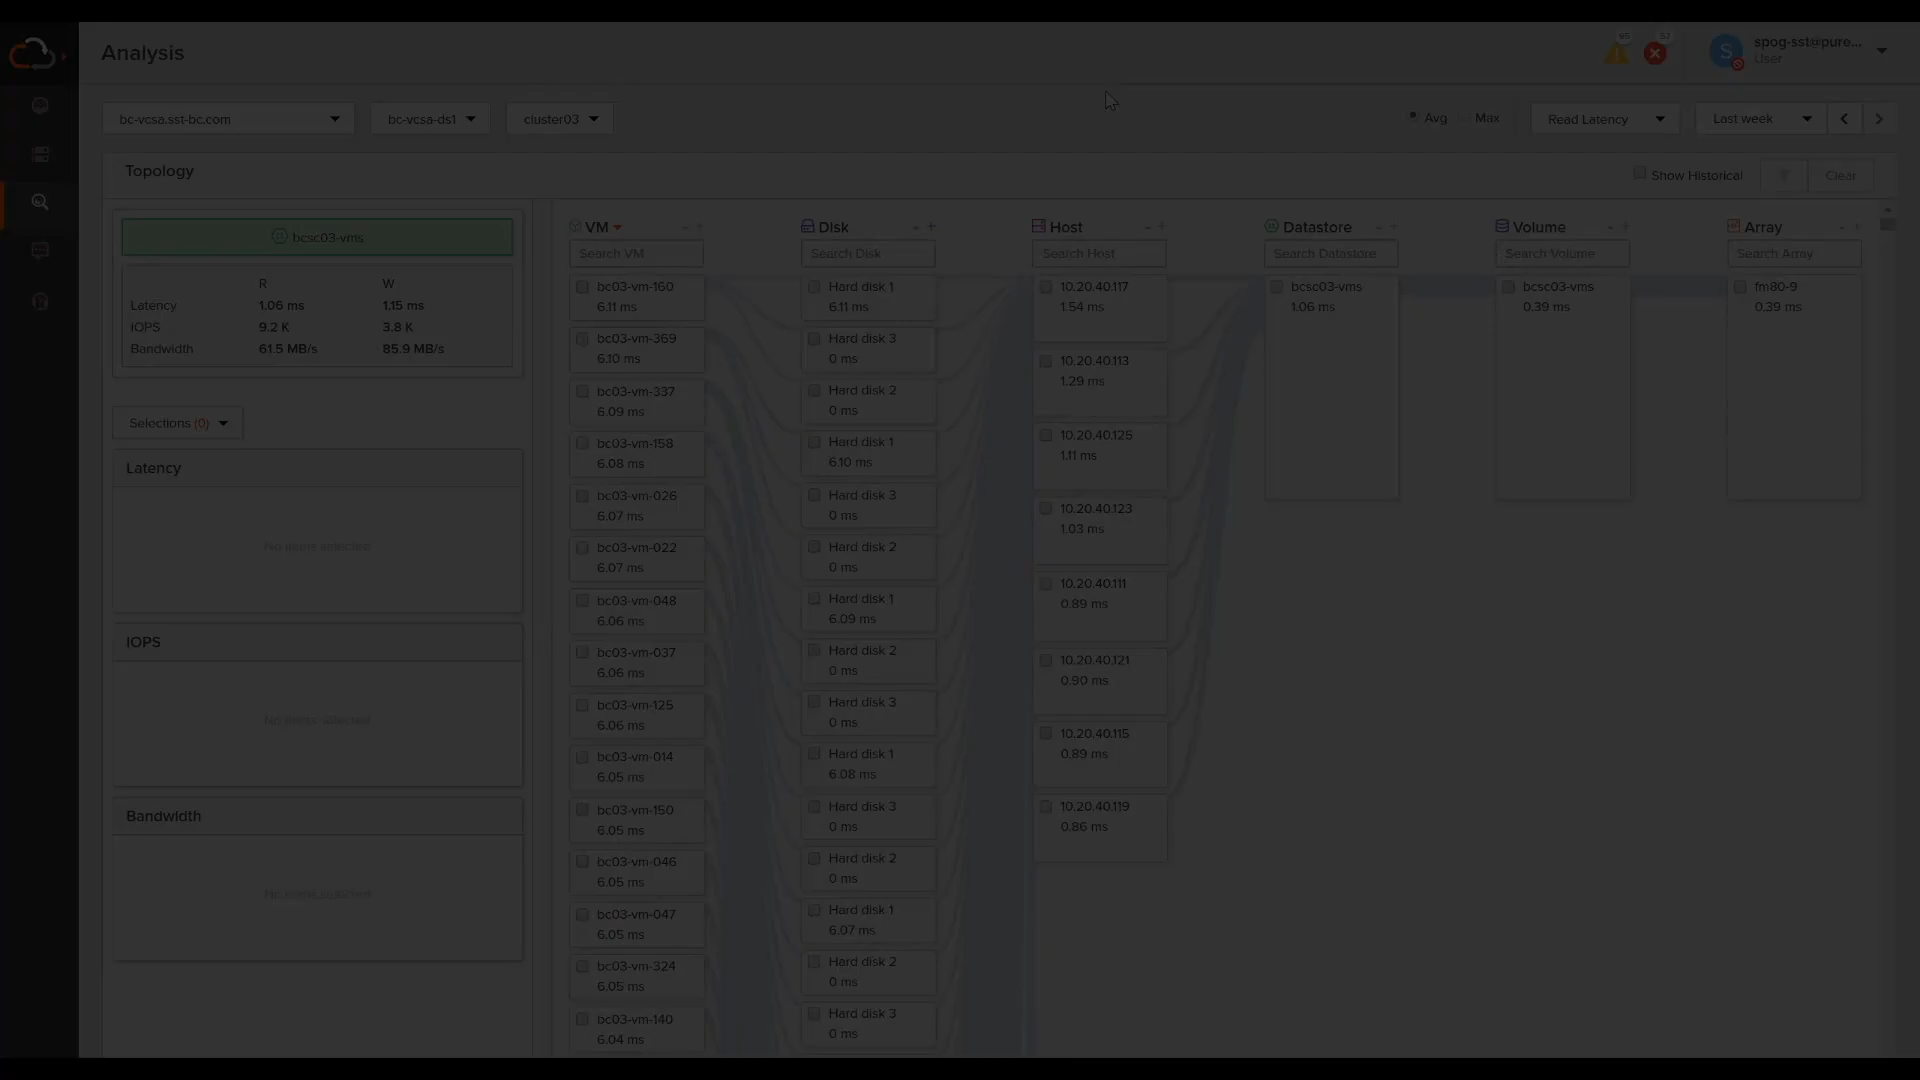 Analysis
95
57
S
spog-sst@pure...
User
bc-vcsa.sst-bc.com
bc-vcsa-ds1
cluster03
Avg
Max
Read Latency
Last week
Topology
Show Historical
Clear
bcsc03-vms
R W
Latency 1.06 ms 1.15 ms
IOPS 9.2 K 3.8 K
Bandwidth 61.5 MB/s 85.9 MB/s
Selections (0)
Latency
No items selected
IOPS
No items selected
Bandwidth
No items selected
VM
Search VM
bc03-vm-160
6.11 ms
bc03-vm-369
6.10 ms
bc03-vm-337
6.09 ms
bc03-vm-158
6.08 ms
bc03-vm-026
6.07 ms
bc03-vm-022
6.07 ms
bc03-vm-048
6.06 ms
bc03-vm-037
6.06 ms
bc03-vm-125
6.06 ms
bc03-vm-014
6.05 ms
bc03-vm-150
6.05 ms
bc03-vm-046
6.05 ms
bc03-vm-047
6.05 ms
bc03-vm-324
6.05 ms
bc03-vm-140
6.04 ms
Disk
Search Disk
Hard disk 1
6.11 ms
Hard disk 3
0 ms
Hard disk 2
0 ms
Hard disk 1
6.10 ms
Hard disk 3
0 ms
Hard disk 2
0 ms
Hard disk 1
6.09 ms
Hard disk 2
0 ms
Hard disk 3
0 ms
Hard disk 1
6.08 ms
Hard disk 3
0 ms
Hard disk 2
0 ms
Hard disk 1
6.07 ms
Hard disk 2
0 ms
Hard disk 3
0 ms
Host
Search Host
10.20.40.117
1.54 ms
10.20.40.113
1.29 ms
10.20.40.125
1.11 ms
10.20.40.123
1.03 ms
10.20.40.111
0.89 ms
10.20.40.121
0.90 ms
10.20.40.115
0.89 ms
10.20.40.119
0.86 ms
Datastore
Search Datastore
bcsc03-vms
1.06 ms
Volume
Search Volume
bcsc03-vms
0.39 ms
Array
Search Array
fm80-9
0.39 ms